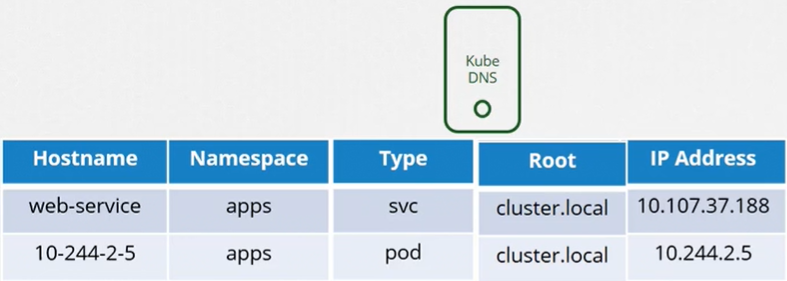 Kube
DNS
Hostname Namespace Type Root IP Address
web-service apps svc cluster.local 10.107.37.188
10-244-2-5 apps pod cluster.local 10.244.2.5